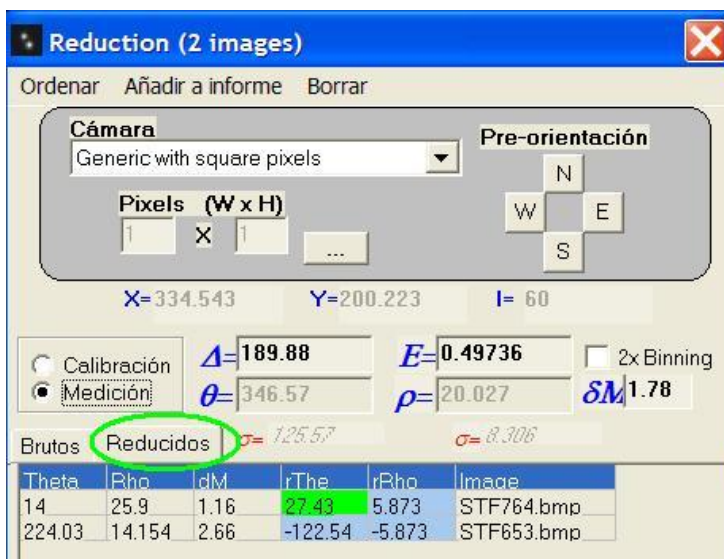 Reduction (2 images)
Ordenar Añadir a informe Borrar
Cámara
Generic with square pixels
Pre-orientación
N
W E
S
Pixels (W x H)
1 X 1 ...
X= 334.543 Y= 200.223 I= 60
Calibración
Medición
Δ= 189.88 E= 0.49736 2x Binning
θ= 346.57 ρ= 20.027 δM 1.78
Brutos Reducidos σ= 125.57 σ= 8.306
Theta Rho dM rThe rRho Image
14 25.9 1.16 27.43 5.873 STF764.bmp
224.03 14.154 2.66 -122.54 -5.873 STF653.bmp